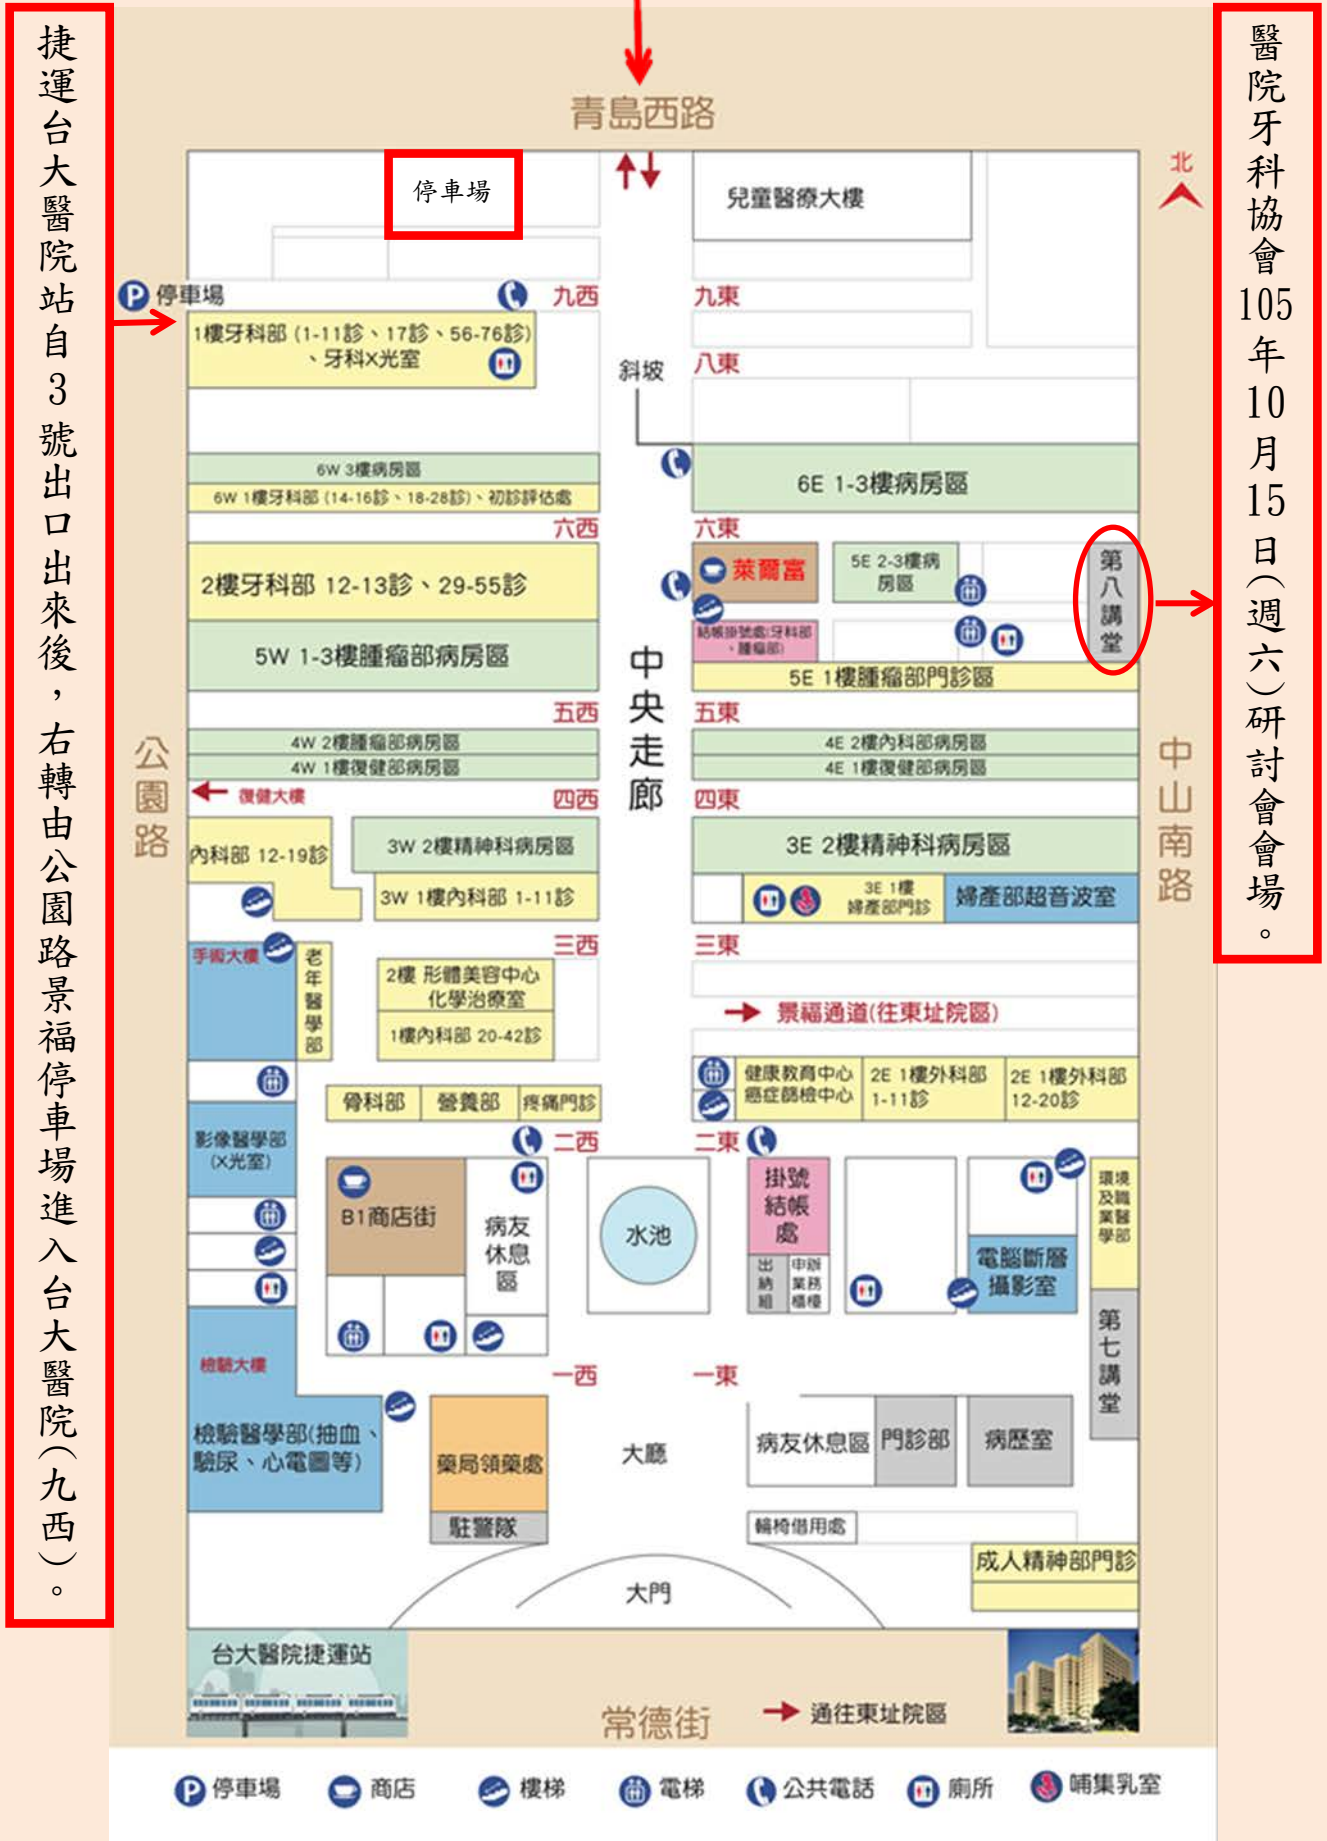 捷運台大醫院站自3號出口出來後，右轉由公園路景福停車場進入台大醫院(九西)。
醫院牙科協會105年10月15日(週六)研討會會場。
青島西路
北
停車場
兒童醫療大樓
停車場
九西
九東
1樓牙科部 (1-11診、17診、56-76診)
、牙科X光室
斜坡
八東
6W 3樓病房區
6W 1樓牙科部 (14-16診、18-28診)、初診評估處
6E 1-3樓病房區
六西
六東
2樓牙科部 12-13診、29-55診
萊爾富
5E 2-3樓病
房區
第八講堂
結帳掛號處(牙科部
、腫瘤部)
5W 1-3樓腫瘤部病房區
5E 1樓腫瘤部門診區
中央走廊
五西
五東
公園路
中山南路
4W 2樓腫瘤部病房區
4W 1樓復健部病房區
4E 2樓內科部病房區
4E 1樓復健部病房區
復健大樓
四西
四東
內科部 12-19診
3W 2樓精神科病房區
3W 1樓內科部 1-11診
3E 2樓精神科病房區
3E 1樓
婦產部門診
婦產部超音波室
三西
三東
手術大樓
老年醫學部
2樓 形體美容中心
化學治療室
1樓內科部 20-42診
景福通道(往東址院區)
健康教育中心
癌症篩檢中心
2E 1樓外科部
1-11診
2E 1樓外科部
12-20診
骨科部
營養部
疼痛門診
二西
二東
影像醫學部
(X光室)
B1商店街
病友
休息
區
水池
掛號
結帳
處
出納組
申辦
業務
櫃檯
電腦斷層
攝影室
環境
及職
業醫
學部
第七講堂
檢驗大樓
一西
一東
檢驗醫學部(抽血、
驗尿、心電圖等)
藥局領藥處
駐警隊
大廳
病友休息區
門診部
病歷室
輪椅借用處
成人精神部門診
大門
台大醫院捷運站
常德街
通往東址院區
停車場
商店
樓梯
電梯
公共電話
廁所
哺集乳室